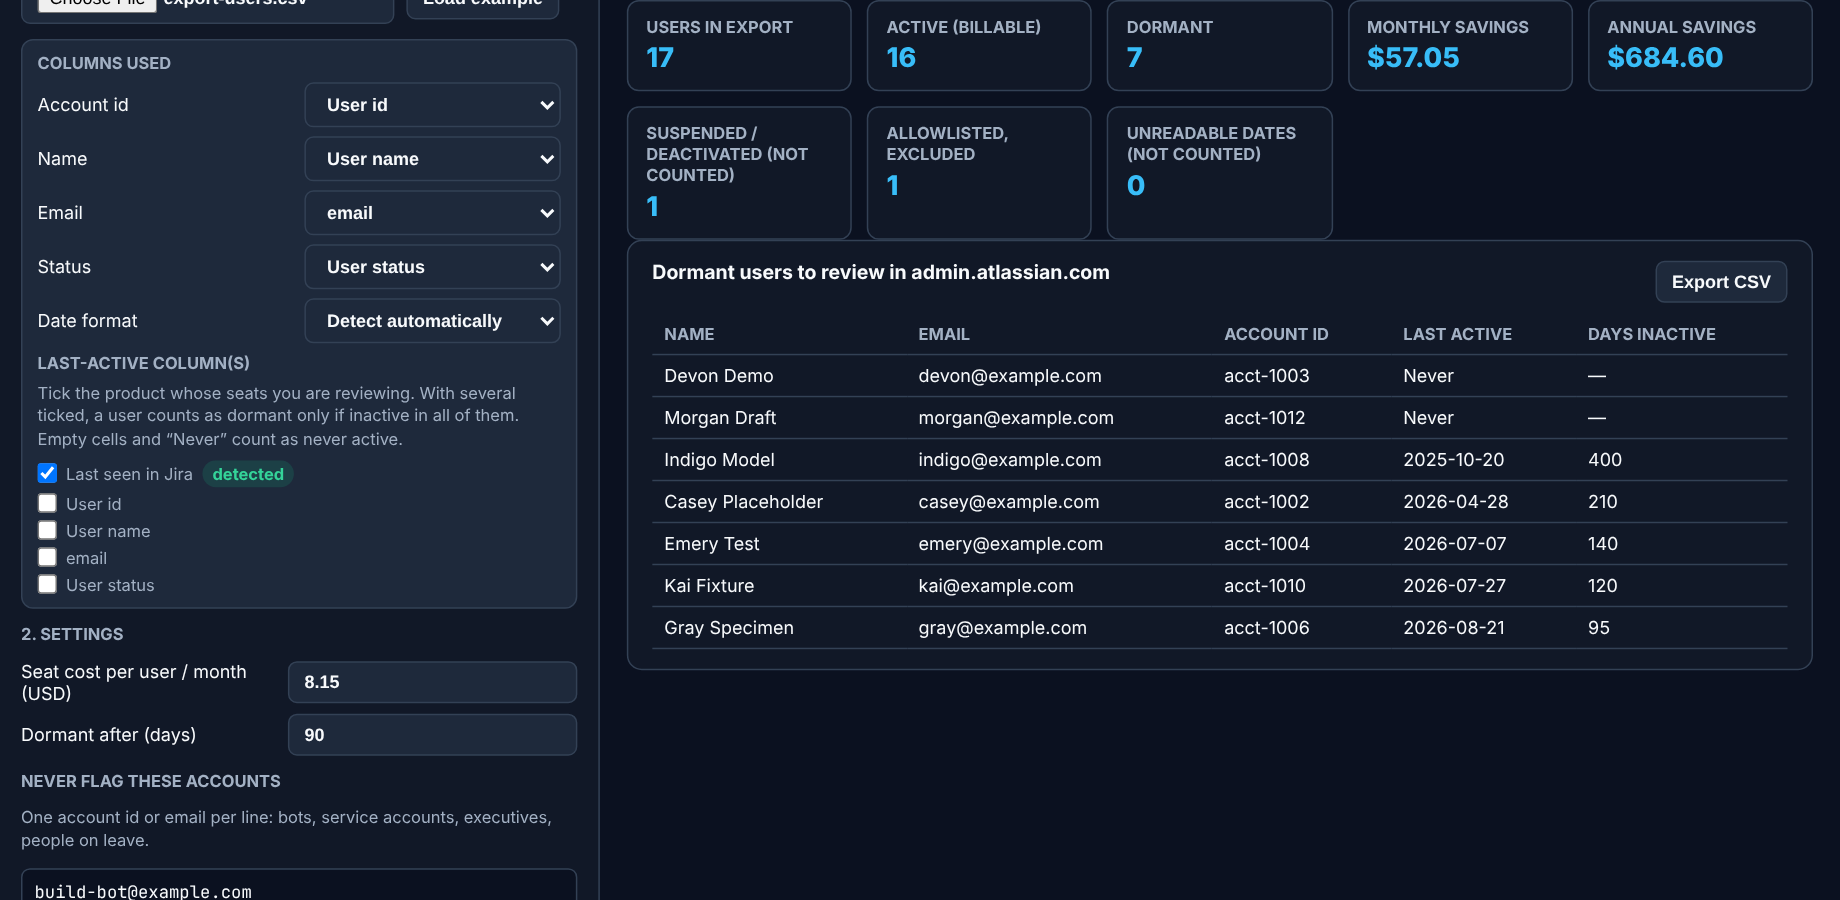 Choose File export-users.csv
Load example
COLUMNS USED
Account id
User id
Name
User name
Email
email
Status
User status
Date format
Detect automatically
LAST-ACTIVE COLUMN(S)
Tick the product whose seats you are reviewing. With several
ticked, a user counts as dormant only if inactive in all of them.
Empty cells and “Never” count as never active.
Last seen in Jira detected
User id
User name
email
User status
2. SETTINGS
Seat cost per user / month
(USD)
8.15
Dormant after (days)
90
NEVER FLAG THESE ACCOUNTS
One account id or email per line: bots, service accounts, executives,
people on leave.
build-bot@example.com
USERS IN EXPORT
17
ACTIVE (BILLABLE)
16
DORMANT
7
MONTHLY SAVINGS
$57.05
ANNUAL SAVINGS
$684.60
SUSPENDED /
DEACTIVATED (NOT
COUNTED)
1
ALLOWLISTED,
EXCLUDED
1
UNREADABLE DATES
(NOT COUNTED)
0
Dormant users to review in admin.atlassian.com
Export CSV
NAME EMAIL ACCOUNT ID LAST ACTIVE DAYS INACTIVE
Devon Demo devon@example.com acct-1003 Never —
Morgan Draft morgan@example.com acct-1012 Never —
Indigo Model indigo@example.com acct-1008 2025-10-20 400
Casey Placeholder casey@example.com acct-1002 2026-04-28 210
Emery Test emery@example.com acct-1004 2026-07-07 140
Kai Fixture kai@example.com acct-1010 2026-07-27 120
Gray Specimen gray@example.com acct-1006 2026-08-21 95